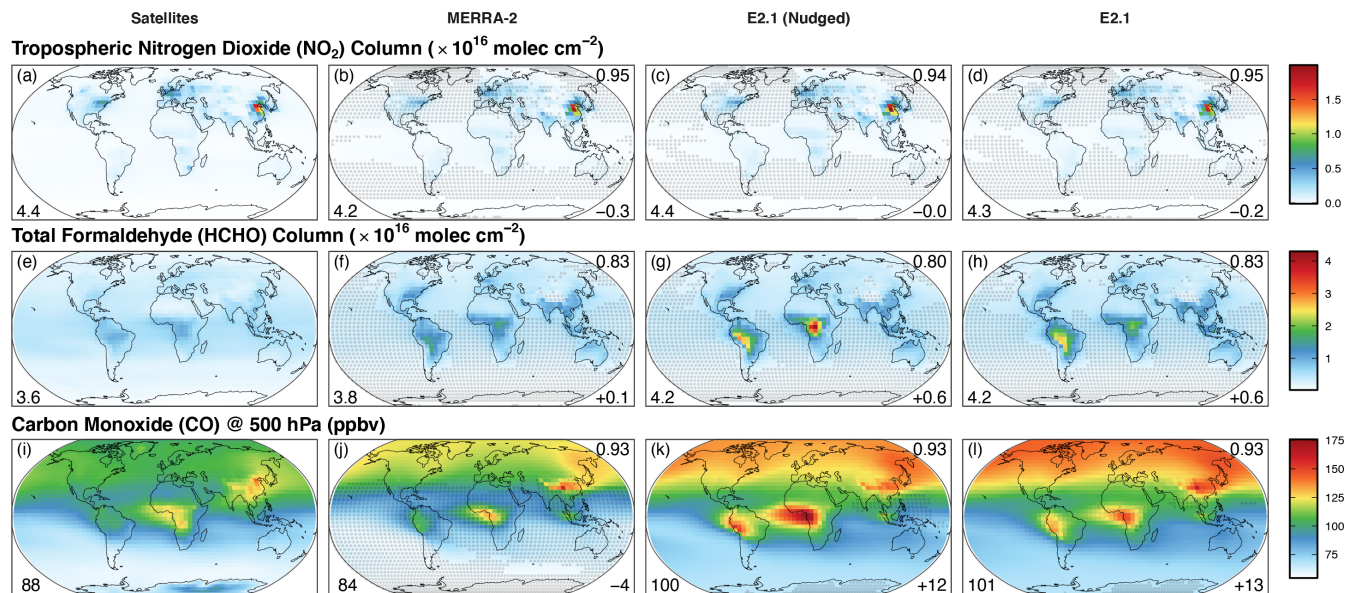 Satellites MERRA-2 E2.1 (Nudged) E2.1
Tropospheric Nitrogen Dioxide (NO₂) Column (×10¹⁶ molec cm⁻²)
(a) (b) 0.95 (c) 0.94 (d) 0.95
1.5
1.0
0.5
0.0
4.4 4.2 −0.3 4.4 −0.0 4.3 −0.2
Total Formaldehyde (HCHO) Column (×10¹⁶ molec cm⁻²)
(e) (f) 0.83 (g) 0.80 (h) 0.83
4
3
2
1
3.6 3.8 +0.1 4.2 +0.6 4.2 +0.6
Carbon Monoxide (CO) @ 500 hPa (ppbv)
(i) (j) 0.93 (k) 0.93 (l) 0.93
175
150
125
100
75
88 84 −4 100 +12 101 +13